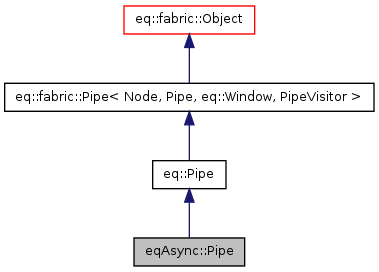 eq::fabric::Object
eq::fabric::Pipe< Node, Pipe, eq::Window, PipeVisitor >
eq::Pipe
eqAsync::Pipe